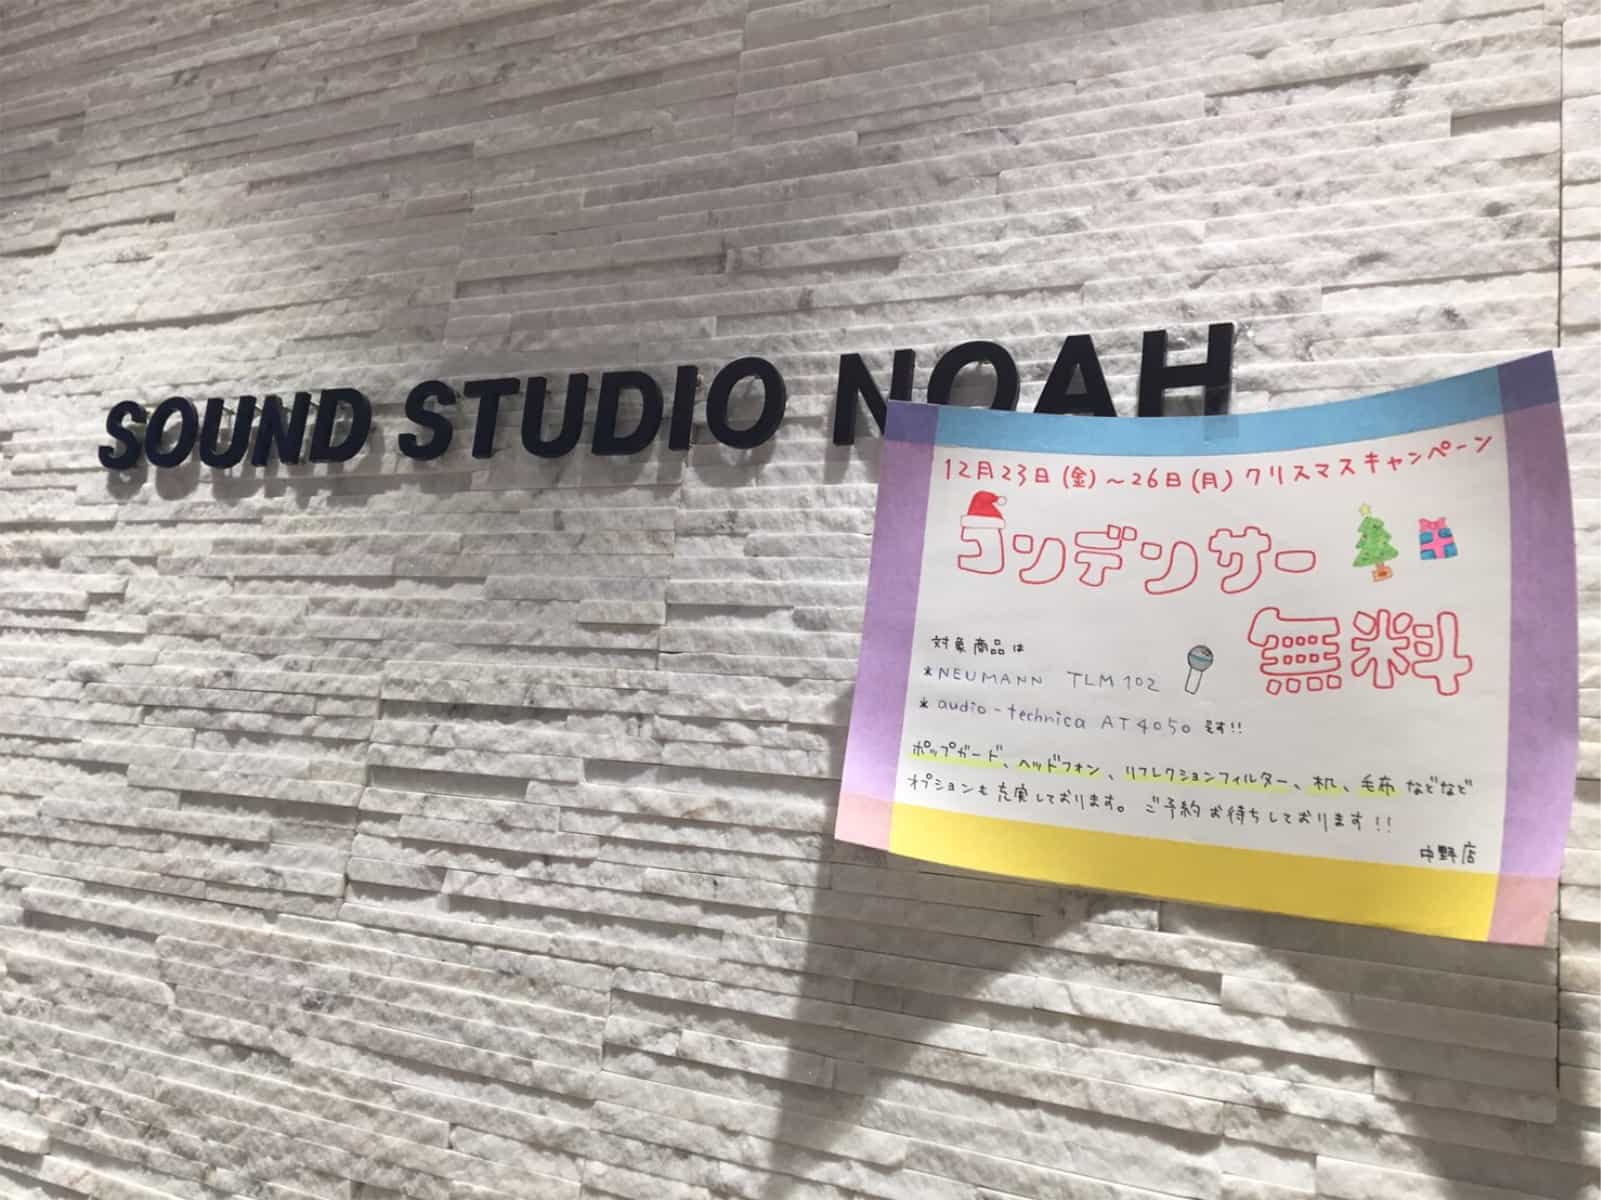 SOUND STUDIO NOAH
12月23日(金)～26日(月)クリスマスキャンペーン
コンデンサー
無料
対象商品は
*NEUMANN TLM102
*audio-technica AT4050 です!!
ポップガード、ヘッドフォン、リフレクションフィルター、机、毛布などなど
オプションも充実しております。ご予約お待ちしております!!
中野店